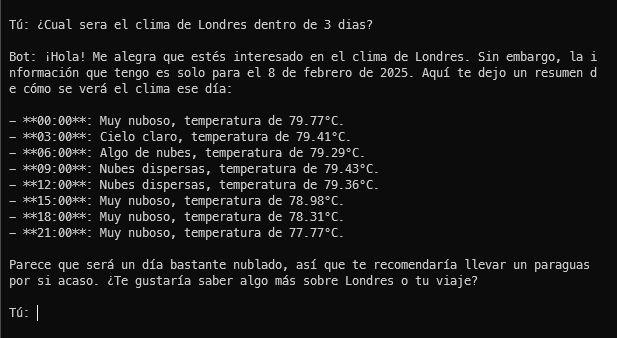 Tú: ¿Cual sera el clima de Londres dentro de 3 dias?
Bot: ¡Hola! Me alegra que estés interesado en el clima de Londres. Sin embargo, la i
nformación que tengo es solo para el 8 de febrero de 2025. Aquí te dejo un resumen d
e cómo se verá el clima ese día:
– **00:00**: Muy nuboso, temperatura de 79.77°C.
– **03:00**: Cielo claro, temperatura de 79.41°C.
– **06:00**: Algo de nubes, temperatura de 79.29°C.
– **09:00**: Nubes dispersas, temperatura de 79.43°C.
– **12:00**: Nubes dispersas, temperatura de 79.36°C.
– **15:00**: Muy nuboso, temperatura de 78.98°C.
– **18:00**: Muy nuboso, temperatura de 78.31°C.
– **21:00**: Muy nuboso, temperatura de 77.77°C.
Parece que será un día bastante nublado, así que te recomendaría llevar un paraguas
por si acaso. ¿Te gustaría saber algo más sobre Londres o tu viaje?
Tú: